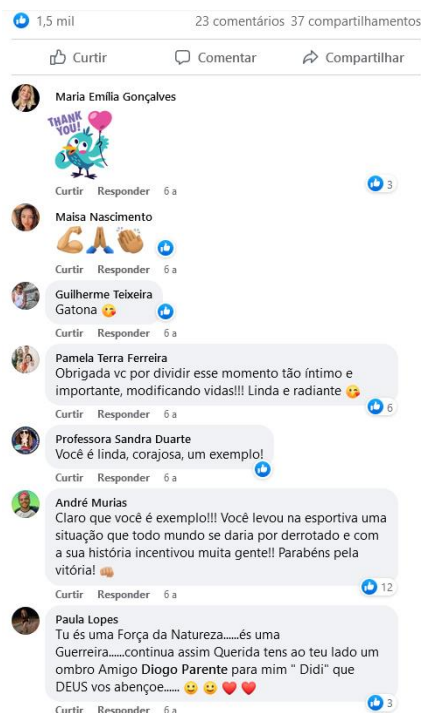 1,5 mil 23 comentários 37 compartilhamentos
Curtir Comentar Compartilhar
Maria Emília Gonçalves
THANK
YOU!
3
Curtir Responder 6 a
Maisa Nascimento
Curtir Responder 6 a
Guilherme Teixeira
Gatona
Curtir Responder 6 a
Pamela Terra Ferreira
Obrigada vc por dividir esse momento tão íntimo e
importante, modificando vidas!!! Linda e radiante
6
Curtir Responder 6 a
Professora Sandra Duarte
Você é linda, corajosa, um exemplo!
Curtir Responder 6 a
André Murias
Claro que você é exemplo!!! Você levou na esportiva uma
situação que todo mundo se daria por derrotado e com
a sua história incentivou muita gente!! Parabéns pela
vitória! 👊🏼
12
Curtir Responder 6 a
Paula Lopes
Tu és uma Força da Natureza......és uma
Guerreira......continua assim Querida tens ao teu lado um
ombro Amigo Diogo Parente para mim " Didi" que
DEUS vos abençoe......
3
Curtir Responder 6 a